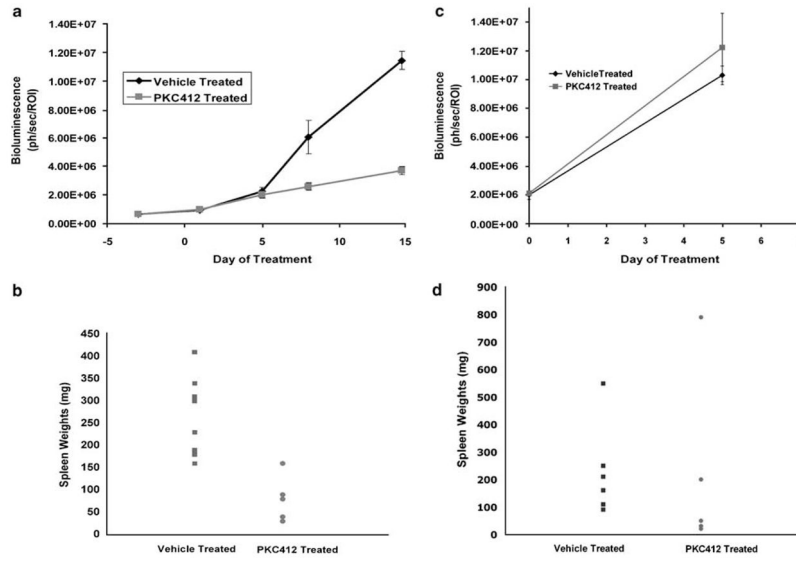 a
1.40E+07
1.20E+07
1.00E+07
8.00E+06
6.00E+06
4.00E+06
2.00E+06
0.00E+00
Bioluminescence
(ph/sec/ROI)
Vehicle Treated
PKC412 Treated
-5 0 5 10 15
Day of Treatment
c
1.40E+07
1.20E+07
1.00E+07
8.00E+06
6.00E+06
4.00E+06
2.00E+06
0.00E+00
Bioluminescence
(ph/sec/ROI)
VehicleTreated
PKC412 Treated
0 1 2 3 4 5 6
Day of Treatment
b
450
400
350
300
250
200
150
100
50
0
Spleen Weights (mg)
Vehicle Treated PKC412 Treated
d
900
800
700
600
500
400
300
200
100
0
Spleen Weights (mg)
Vehicle Treated PKC412 Treated